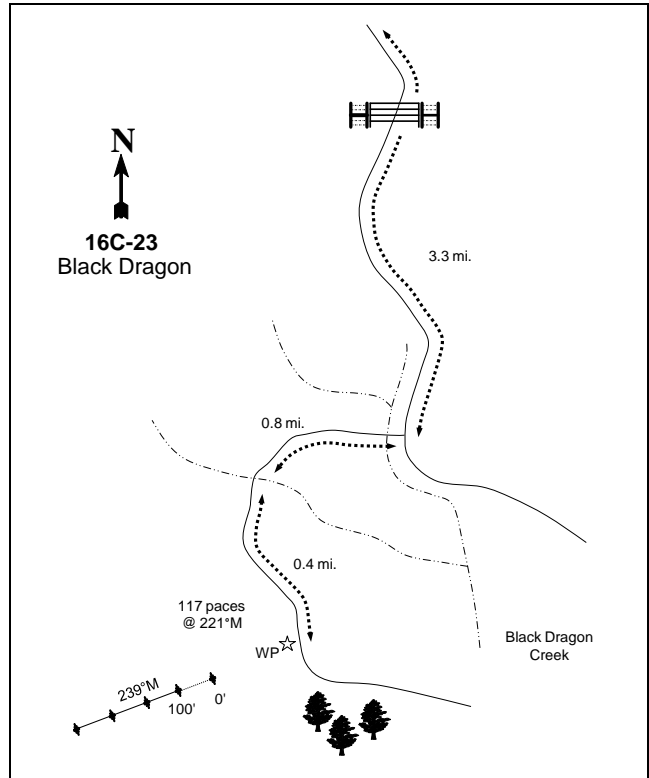 N
16C-23
Black Dragon
3.3 mi.
0.8 mi.
0.4 mi.
117 paces
@ 221°M
WP
Black Dragon
Creek
239°M
100'
0'